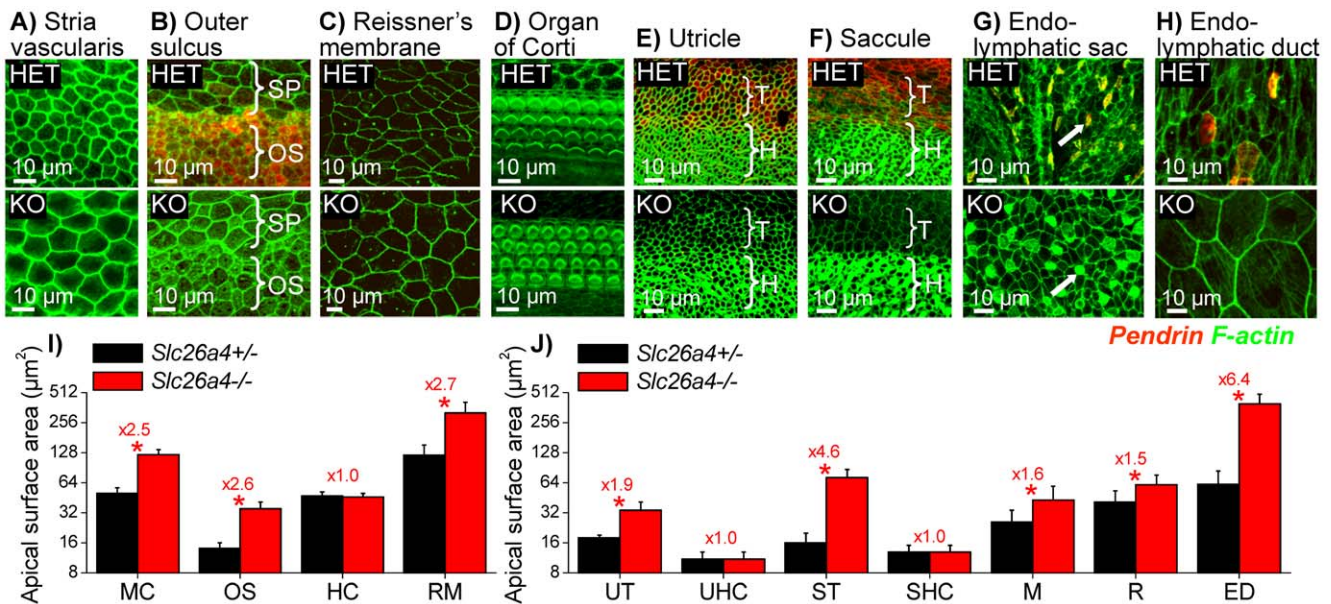 A) Stria vascularis
B) Outer sulcus
C) Reissner's membrane
D) Organ of Corti
E) Utricle
F) Saccule
G) Endo-lymphatic sac
H) Endo-lymphatic duct
HET
HET
SP
OS
HET
HET
HET
T
H
HET
T
H
HET
HET
10 µm
10 µm
10 µm
10 µm
10 µm
10 µm
10 µm
10 µm
KO
KO
SP
OS
KO
KO
KO
T
H
KO
T
H
KO
KO
10 µm
10 µm
10 µm
10 µm
10 µm
10 µm
10 µm
10 µm
Pendrin F-actin
I)
Apical surface area (µm²)
Slc26a4+/-
Slc26a4-/-
512
256
128
64
32
16
8
x2.5
*
x2.6
*
x1.0
x2.7
*
MC OS HC RM
J)
Apical surface area (µm²)
Slc26a4+/-
Slc26a4-/-
512
256
128
64
32
16
8
x1.9
*
x1.0
x4.6
*
x1.0
x1.6
*
x1.5
*
x6.4
*
UT UHC ST SHC M R ED